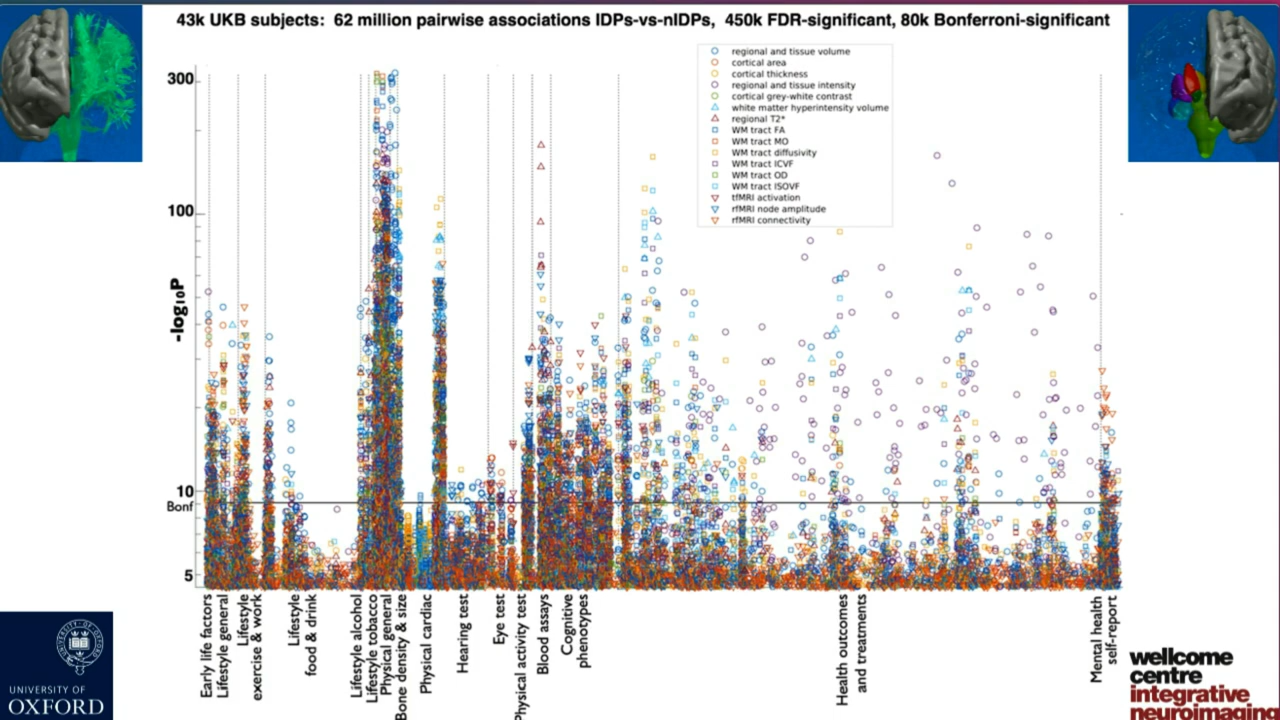 43k UKB subjects: 62 million pairwise associations IDPs-vs-nIDPs, 450k FDR-significant, 80k Bonferroni-significant
regional and tissue volume
cortical area
cortical thickness
regional and tissue intensity
cortical grey-white contrast
white matter hyperintensity volume
regional T2*
WM tract FA
WM tract MO
WM tract diffusivity
WM tract ICVF
WM tract OD
WM tract ISOVF
tfMRI activation
rfMRI node amplitude
rfMRI connectivity
300
100
-log₁₀P
10
Bonf
5
Early life factors
Lifestyle general
Lifestyle
exercise & work
Lifestyle
food & drink
Lifestyle alcohol
Lifestyle tobacco
Physical general
Bone density & size
Physical cardiac
Hearing test
Eye test
Physical activity test
Blood assays
Cognitive
phenotypes
Health outcomes
and treatments
Mental health
self-report
UNIVERSITY OF
OXFORD
wellcome
centre
integrative
neuroimaging